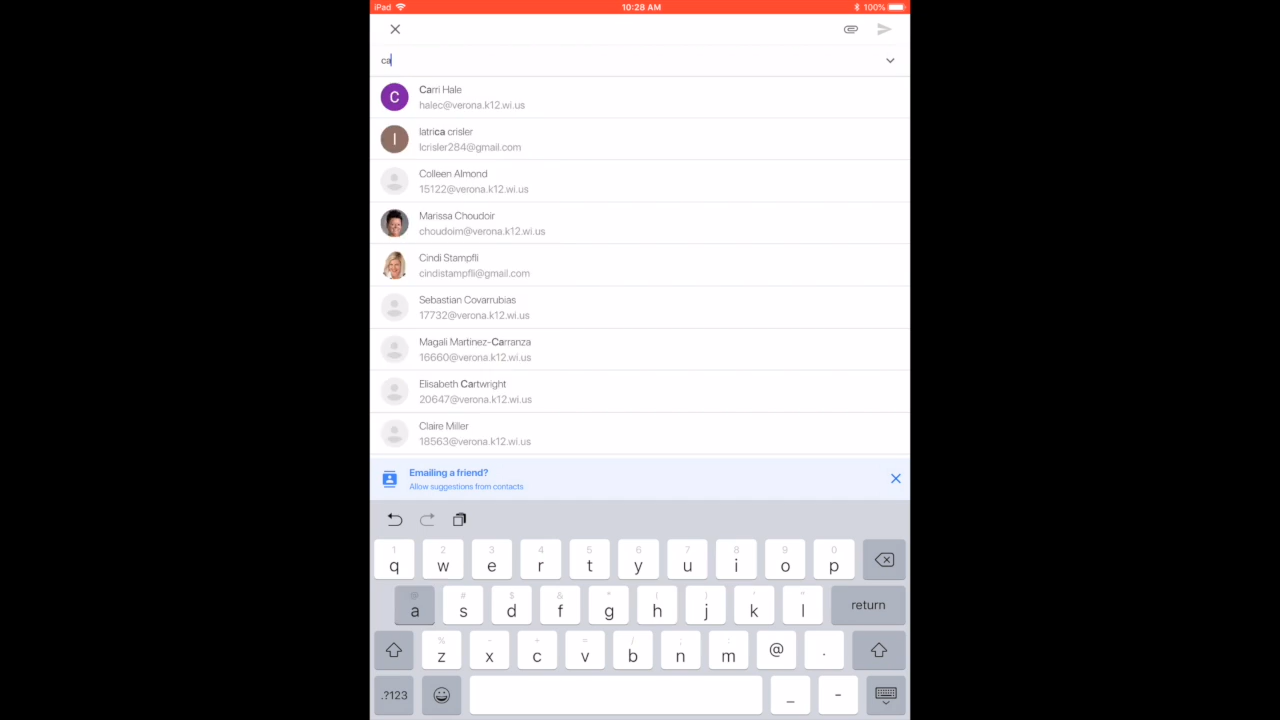 iPad 10:28 AM 100%
ca
C Carri Hale
halec@verona.k12.wi.us
I latrica crisler
lcrisler284@gmail.com
Colleen Almond
15122@verona.k12.wi.us
Marissa Choudoir
choudoim@verona.k12.wi.us
Cindi Stampfli
cindistampfli@gmail.com
Sebastian Covarrubias
17732@verona.k12.wi.us
Magali Martinez-Carranza
16660@verona.k12.wi.us
Elisabeth Cartwright
20647@verona.k12.wi.us
Claire Miller
18563@verona.k12.wi.us
Emailing a friend?
Allow suggestions from contacts
1 2 3 4 5 6 7 8 9 0
q w e r t y u i o p
@ # $ & * ( ) ' "
a s d f g h j k l return
% - + = / ; : 
z x c v b n m @ .
.?123 _ -